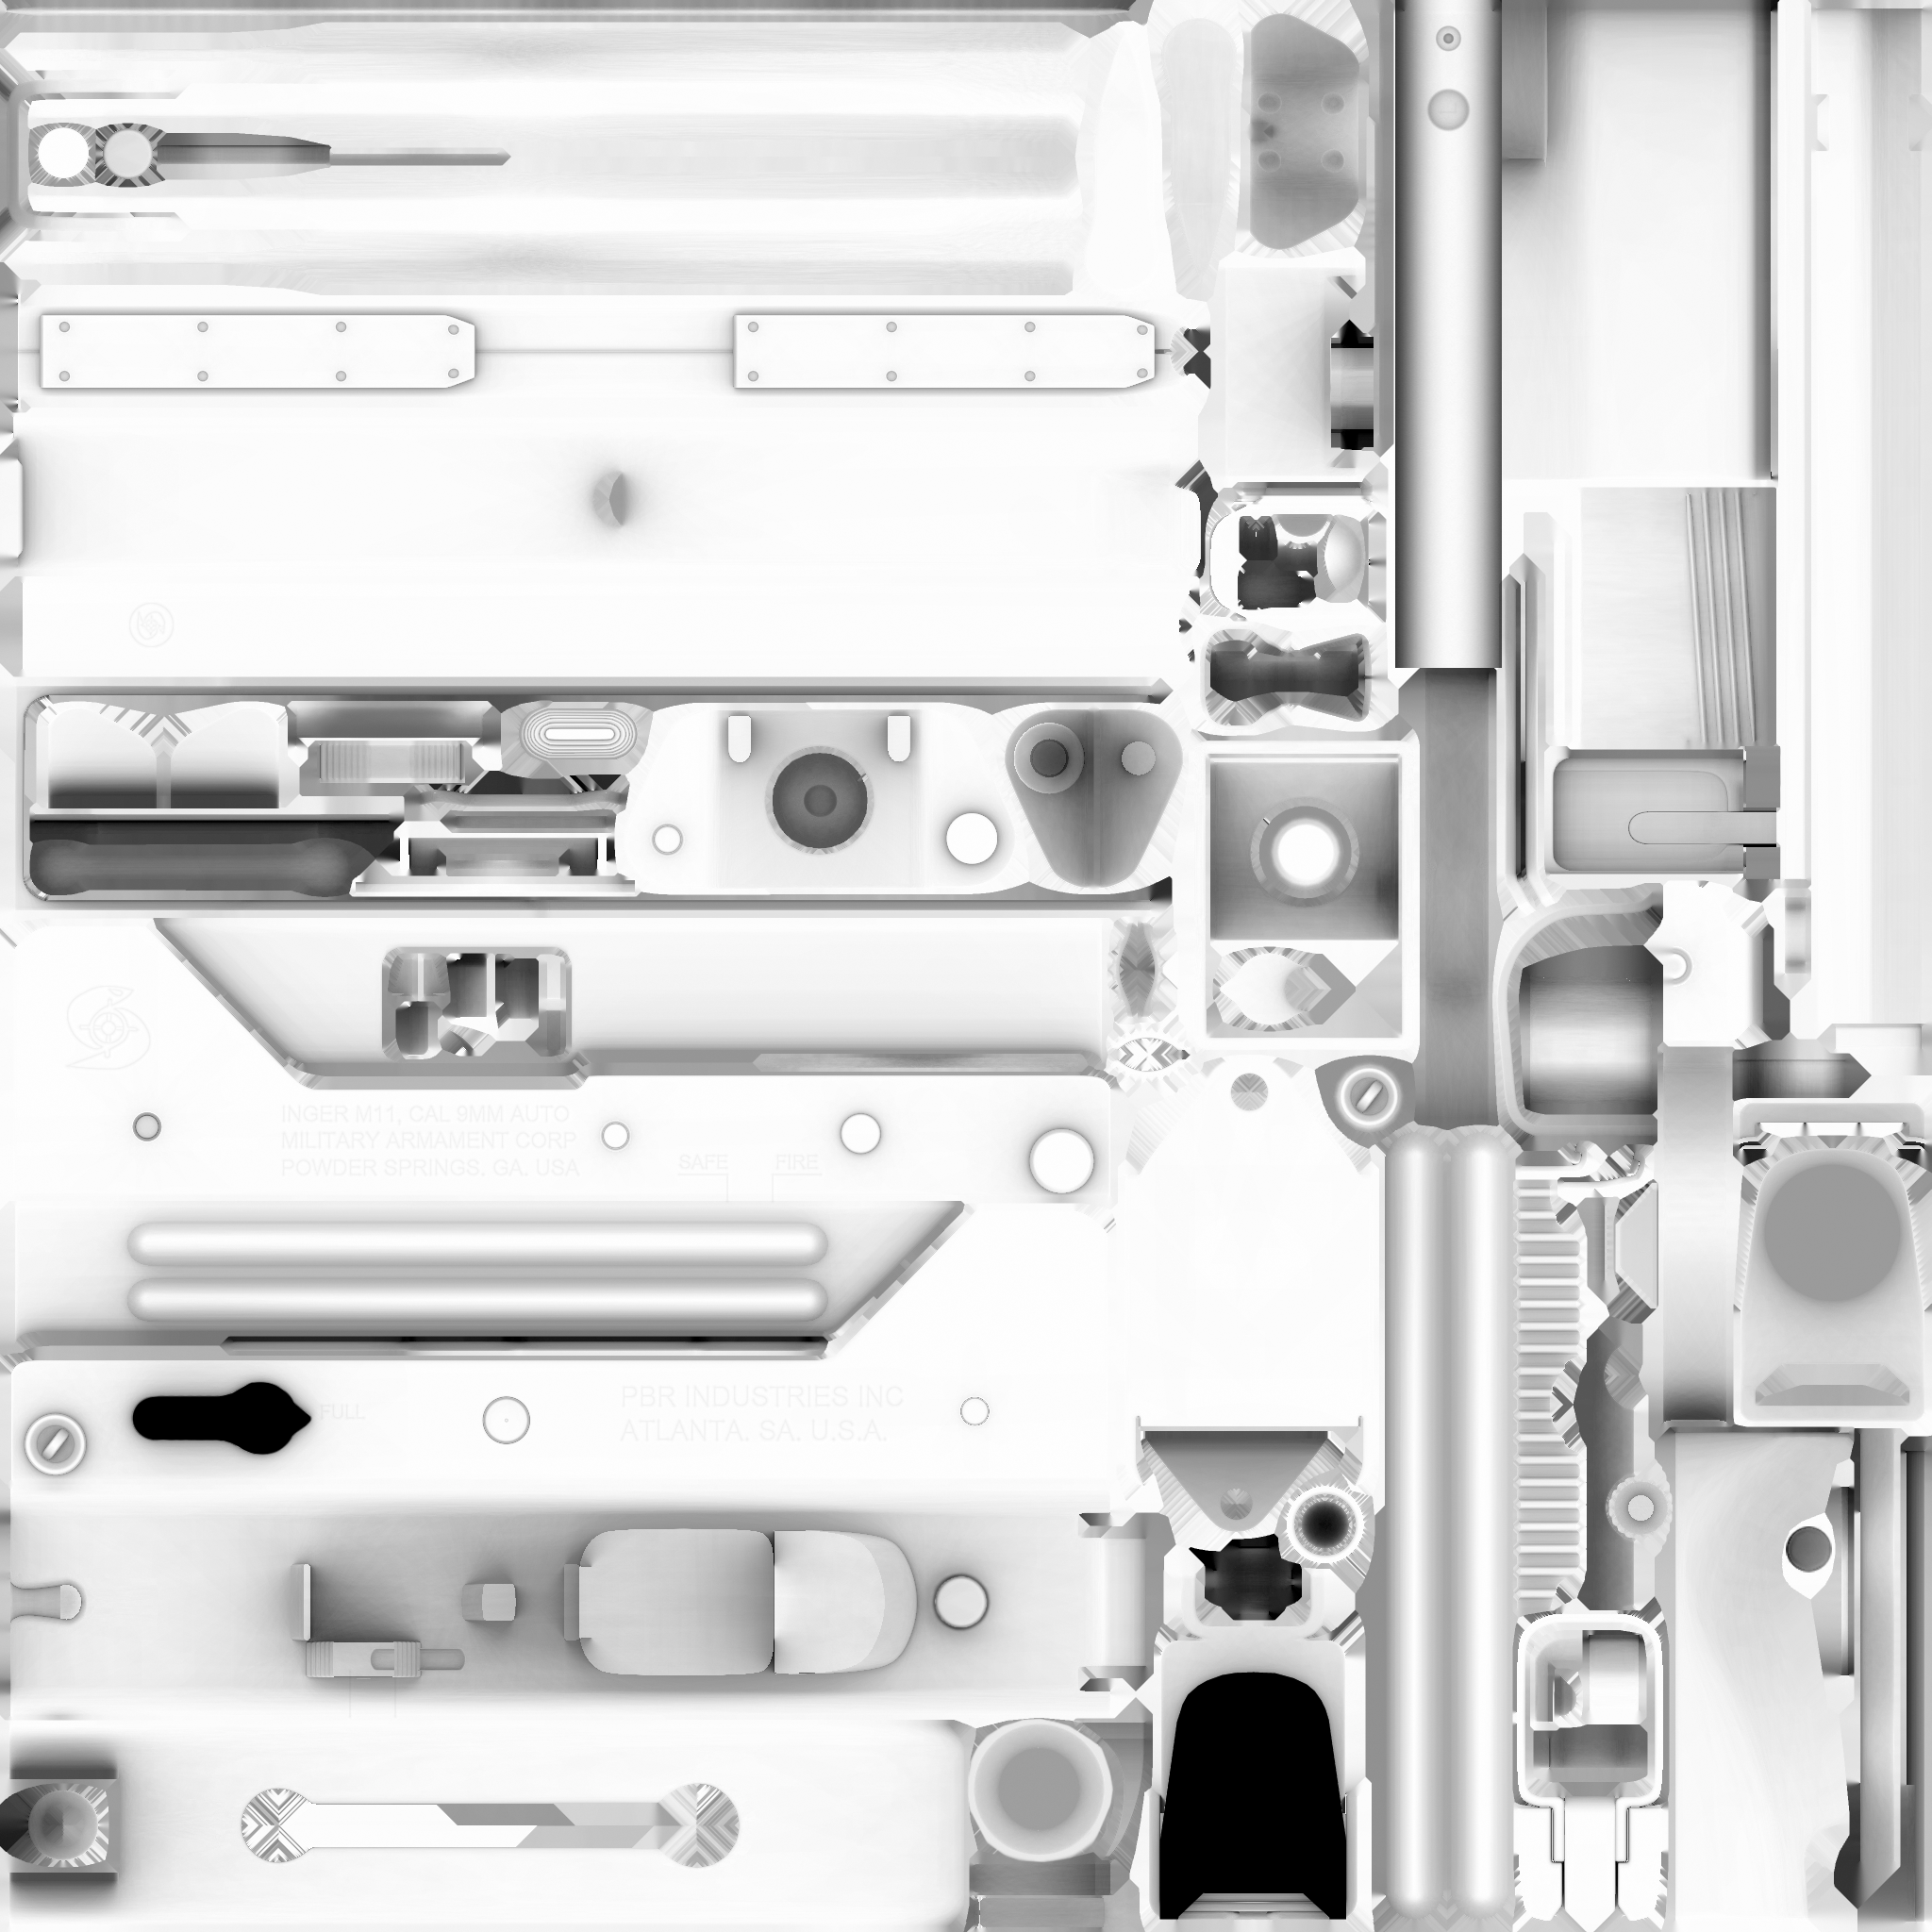 INGER M11, CAL 9MM AUTO
MILITARY ARMAMENT CORP
POWDER SPRINGS. GA. USA
SAFE FIRE
FULL
PBR INDUSTRIES INC
ATLANTA. SA. U.S.A.